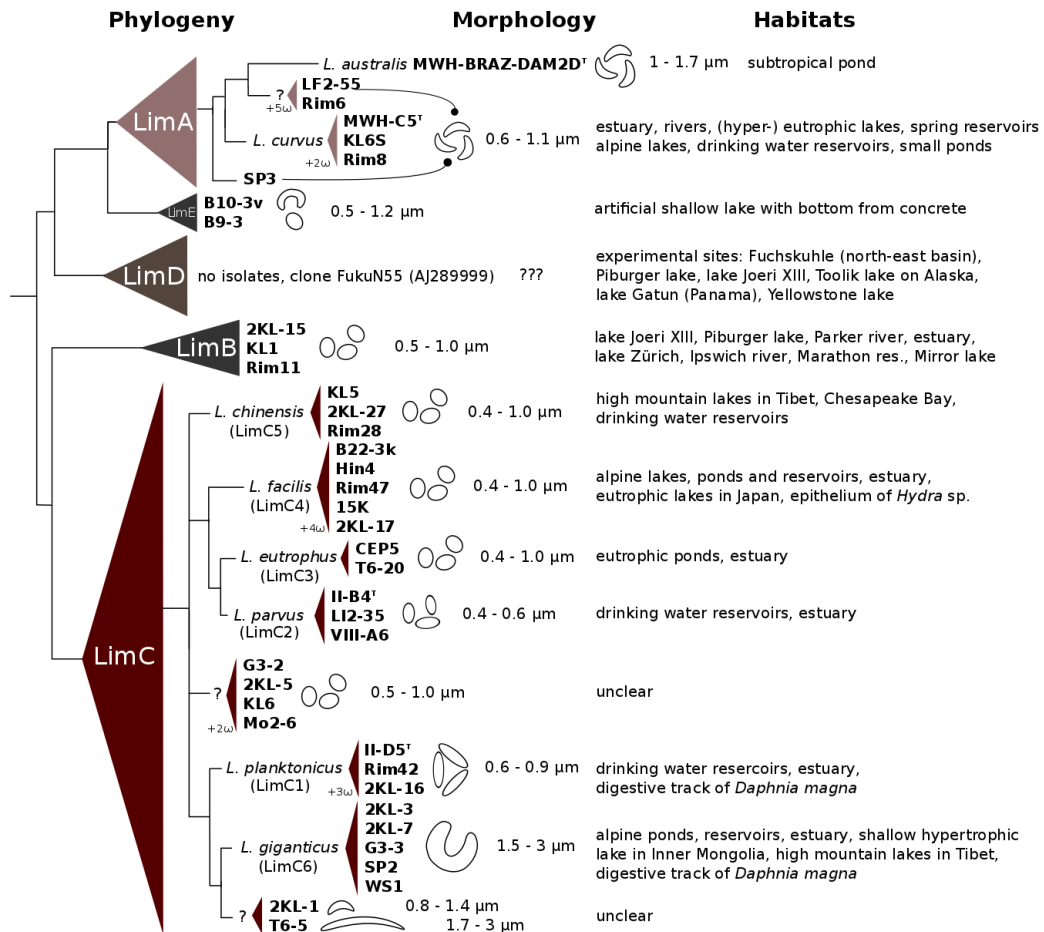 Phylogeny Morphology Habitats
L. australis MWH-BRAZ-DAM2Dᵀ 1 - 1.7 µm subtropical pond
? LF2-55
+5ω Rim6
LimA
L. curvus MWH-C5ᵀ
KL6S
+2ω Rim8
0.6 - 1.1 µm
estuary, rivers, (hyper-) eutrophic lakes, spring reservoirs
alpine lakes, drinking water reservoirs, small ponds
SP3
LimE B10-3v
B9-3
0.5 - 1.2 µm artificial shallow lake with bottom from concrete
LimD no isolates, clone FukuN55 (AJ289999) ???
experimental sites: Fuchskuhle (north-east basin),
Piburger lake, lake Joeri XIII, Toolik lake on Alaska,
lake Gatun (Panama), Yellowstone lake
LimB 2KL-15
KL1
Rim11
0.5 - 1.0 µm
lake Joeri XIII, Piburger lake, Parker river, estuary,
lake Zürich, Ipswich river, Marathon res., Mirror lake
LimC
L. chinensis
(LimC5)
KL5
2KL-27
Rim28
0.4 - 1.0 µm
high mountain lakes in Tibet, Chesapeake Bay,
drinking water reservoirs
L. facilis
(LimC4)
+4ω
B22-3k
Hin4
Rim47
15K
2KL-17
0.4 - 1.0 µm
alpine lakes, ponds and reservoirs, estuary,
eutrophic lakes in Japan, epithelium of Hydra sp.
L. eutrophus
(LimC3)
CEP5
T6-20
0.4 - 1.0 µm
eutrophic ponds, estuary
L. parvus
(LimC2)
II-B4ᵀ
LI2-35
VIII-A6
0.4 - 0.6 µm
drinking water reservoirs, estuary
?
+2ω
G3-2
2KL-5
KL6
Mo2-6
0.5 - 1.0 µm
unclear
L. planktonicus
(LimC1)
+3ω
II-D5ᵀ
Rim42
2KL-16
0.6 - 0.9 µm
drinking water resercoirs, estuary,
digestive track of Daphnia magna
L. giganticus
(LimC6)
2KL-3
2KL-7
G3-3
SP2
WS1
1.5 - 3 µm
alpine ponds, reservoirs, estuary, shallow hypertrophic
lake in Inner Mongolia, high mountain lakes in Tibet,
digestive track of Daphnia magna
?
2KL-1
T6-5
0.8 - 1.4 µm
1.7 - 3 µm
unclear